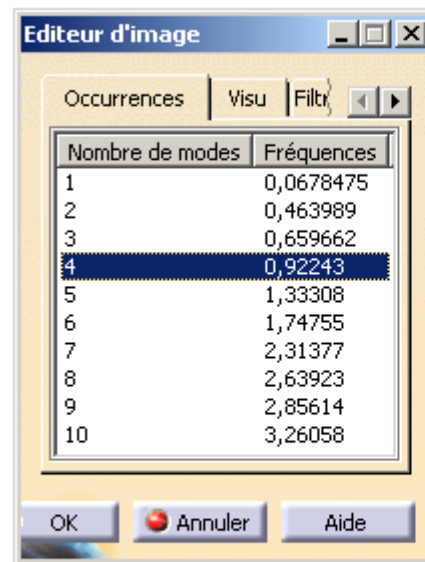 Editeur d'image
Occurrences Visu Filtr
Nombre de modes Fréquences
1 0,0678475
2 0,463989
3 0,659662
4 0,92243
5 1,33308
6 1,74755
7 2,31377
8 2,63923
9 2,85614
10 3,26058
OK Annuler Aide